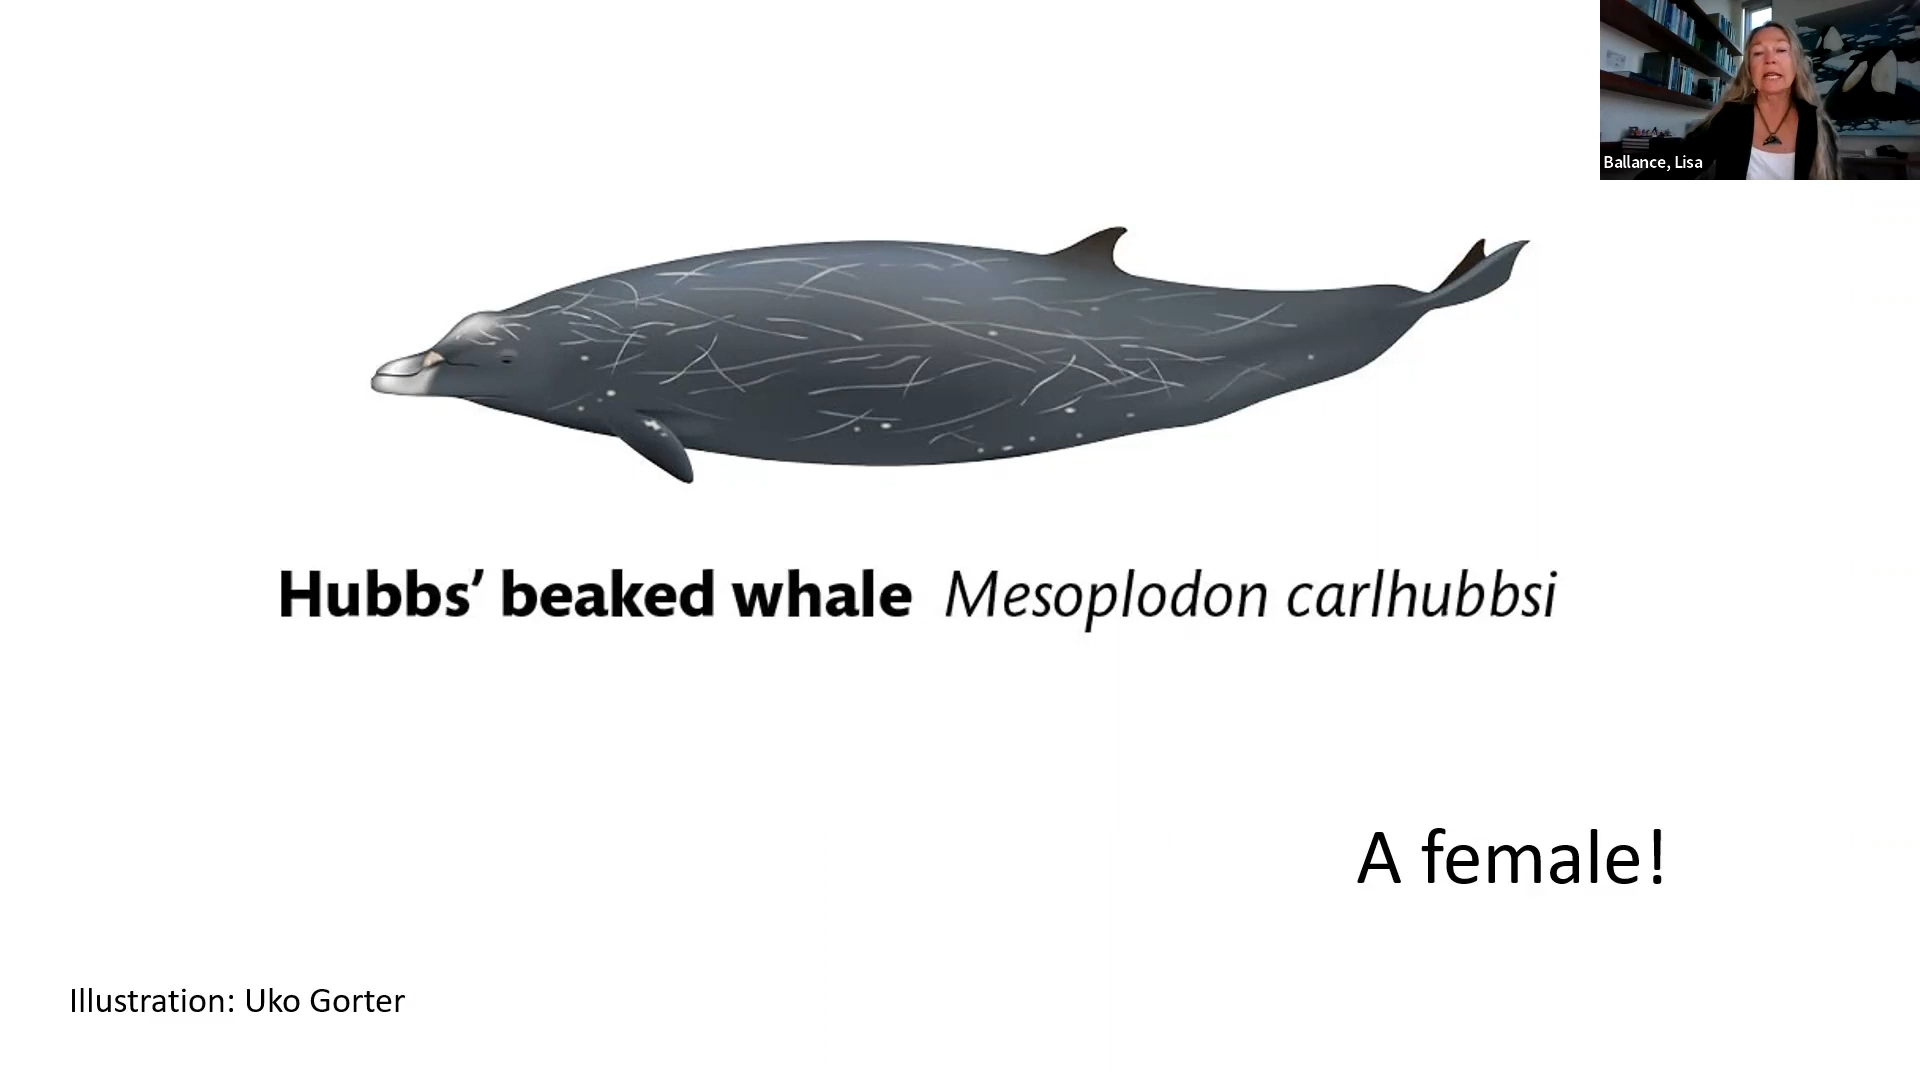 Ballance, Lisa
Hubbs’ beaked whale Mesoplodon carlhubbsi
A female!
Illustration: Uko Gorter